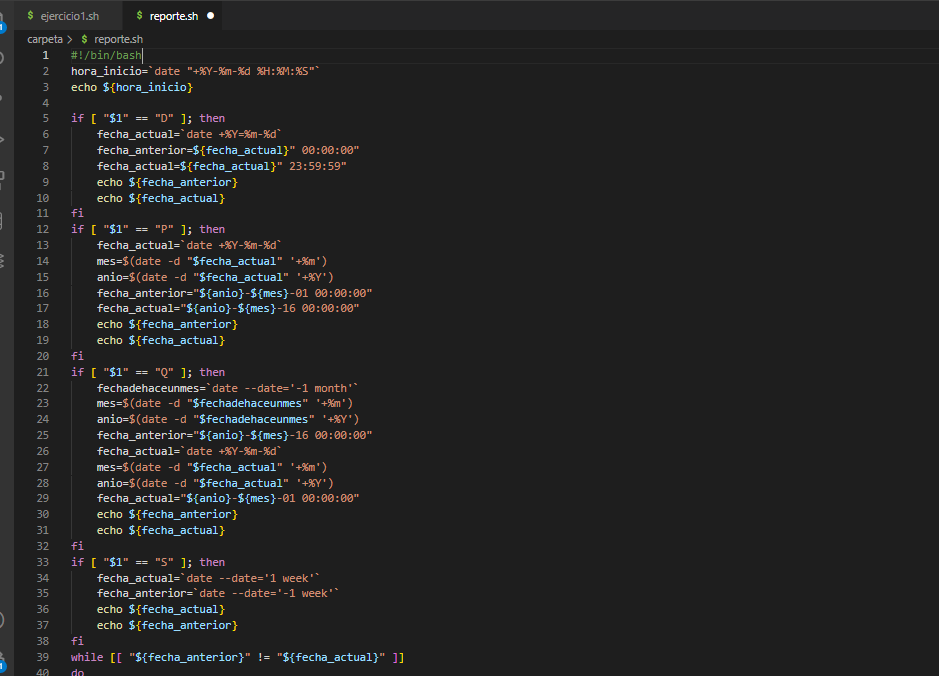 $ ejercicio1.sh
$ reporte.sh
carpeta > $ reporte.sh
1 #!/bin/bash
2 hora_inicio=`date "+%Y-%m-%d %H:%M:%S"`
3 echo ${hora_inicio}
4
5 if [ "$1" == "D" ]; then
6 fecha_actual=`date +%Y=%m-%d`
7 fecha_anterior=${fecha_actual}" 00:00:00"
8 fecha_actual=${fecha_actual}" 23:59:59"
9 echo ${fecha_anterior}
10 echo ${fecha_actual}
11 fi
12 if [ "$1" == "P" ]; then
13 fecha_actual=`date +%Y-%m-%d`
14 mes=$(date -d "$fecha_actual" '+%m')
15 anio=$(date -d "$fecha_actual" '+%Y')
16 fecha_anterior="${anio}-${mes}-01 00:00:00"
17 fecha_actual="${anio}-${mes}-16 00:00:00"
18 echo ${fecha_anterior}
19 echo ${fecha_actual}
20 fi
21 if [ "$1" == "Q" ]; then
22 fechadehaceunmes=`date --date='-1 month'`
23 mes=$(date -d "$fechadehaceunmes" '+%m')
24 anio=$(date -d "$fechadehaceunmes" '+%Y')
25 fecha_anterior="${anio}-${mes}-16 00:00:00"
26 fecha_actual=`date +%Y-%m-%d`
27 mes=$(date -d "$fecha_actual" '+%m')
28 anio=$(date -d "$fecha_actual" '+%Y')
29 fecha_actual="${anio}-${mes}-01 00:00:00"
30 echo ${fecha_anterior}
31 echo ${fecha_actual}
32 fi
33 if [ "$1" == "S" ]; then
34 fecha_actual=`date --date='1 week'`
35 fecha_anterior=`date --date='-1 week'`
36 echo ${fecha_actual}
37 echo ${fecha_anterior}
38 fi
39 while [[ "${fecha_anterior}" != "${fecha_actual}" ]]
40 do